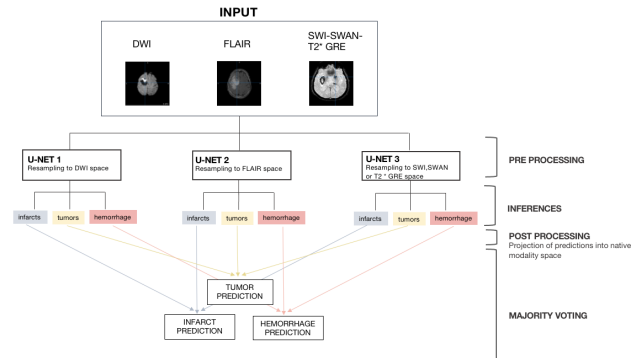 INPUT
DWI
FLAIR
SWI-SWAN-
T2* GRE
U-NET 1
Resampling to DWI space
U-NET 2
Resampling to FLAIR space
U-NET 3
Resampling to SWI,SWAN
or T2 * GRE space
PRE PROCESSING
infarcts
tumors
hemorrhage
infarcts
tumors
hemorrhage
infarcts
tumors
hemorrhage
INFERENCES
POST PROCESSING
Projection of predictions into native
modality space
TUMOR
PREDICTION
INFARCT
PREDICTION
HEMORRHAGE
PREDICTION
MAJORITY VOTING